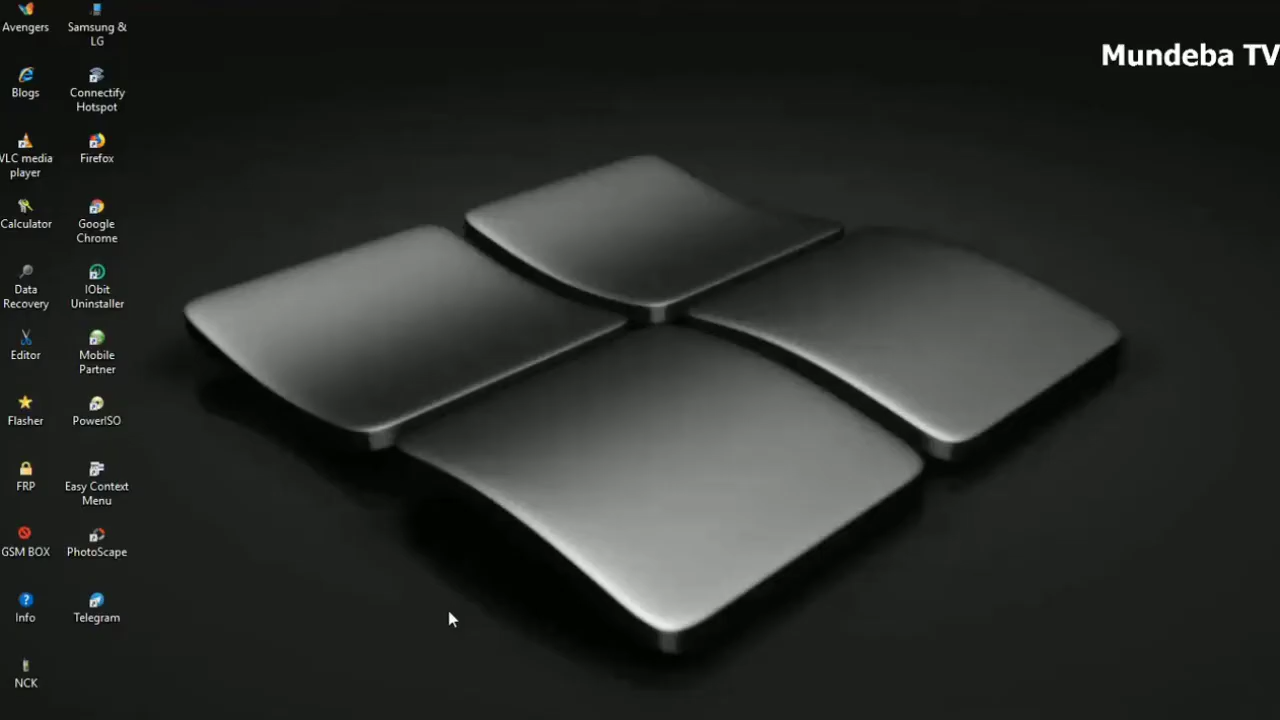 Avengers
Samsung &
LG
Mundeba TV
Blogs
Connectify
Hotspot
VLC media
player
Firefox
Calculator
Google
Chrome
Data
Recovery
IObit
Uninstaller
Editor
Mobile
Partner
Flasher
PowerISO
FRP
Easy Context
Menu
GSM BOX
PhotoScape
Info
Telegram
NCK